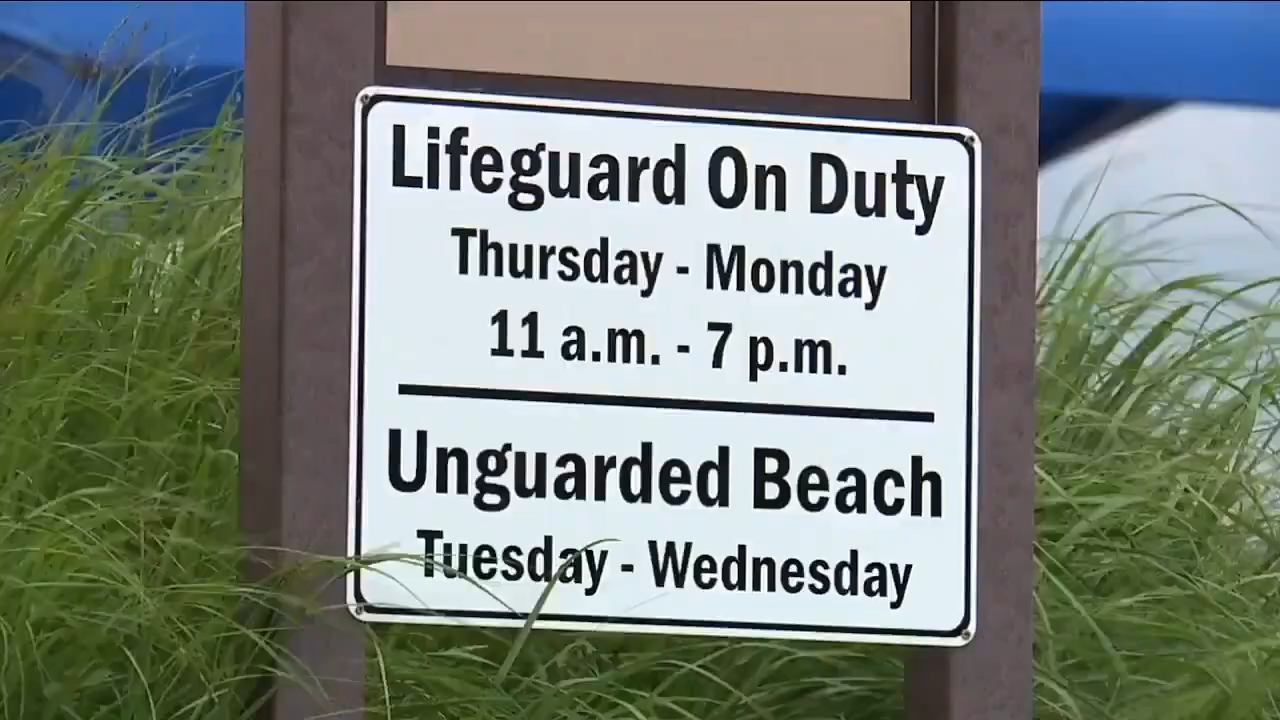 Lifeguard On Duty
Thursday - Monday
11 a.m. - 7 p.m.
Unguarded Beach
Tuesday - Wednesday